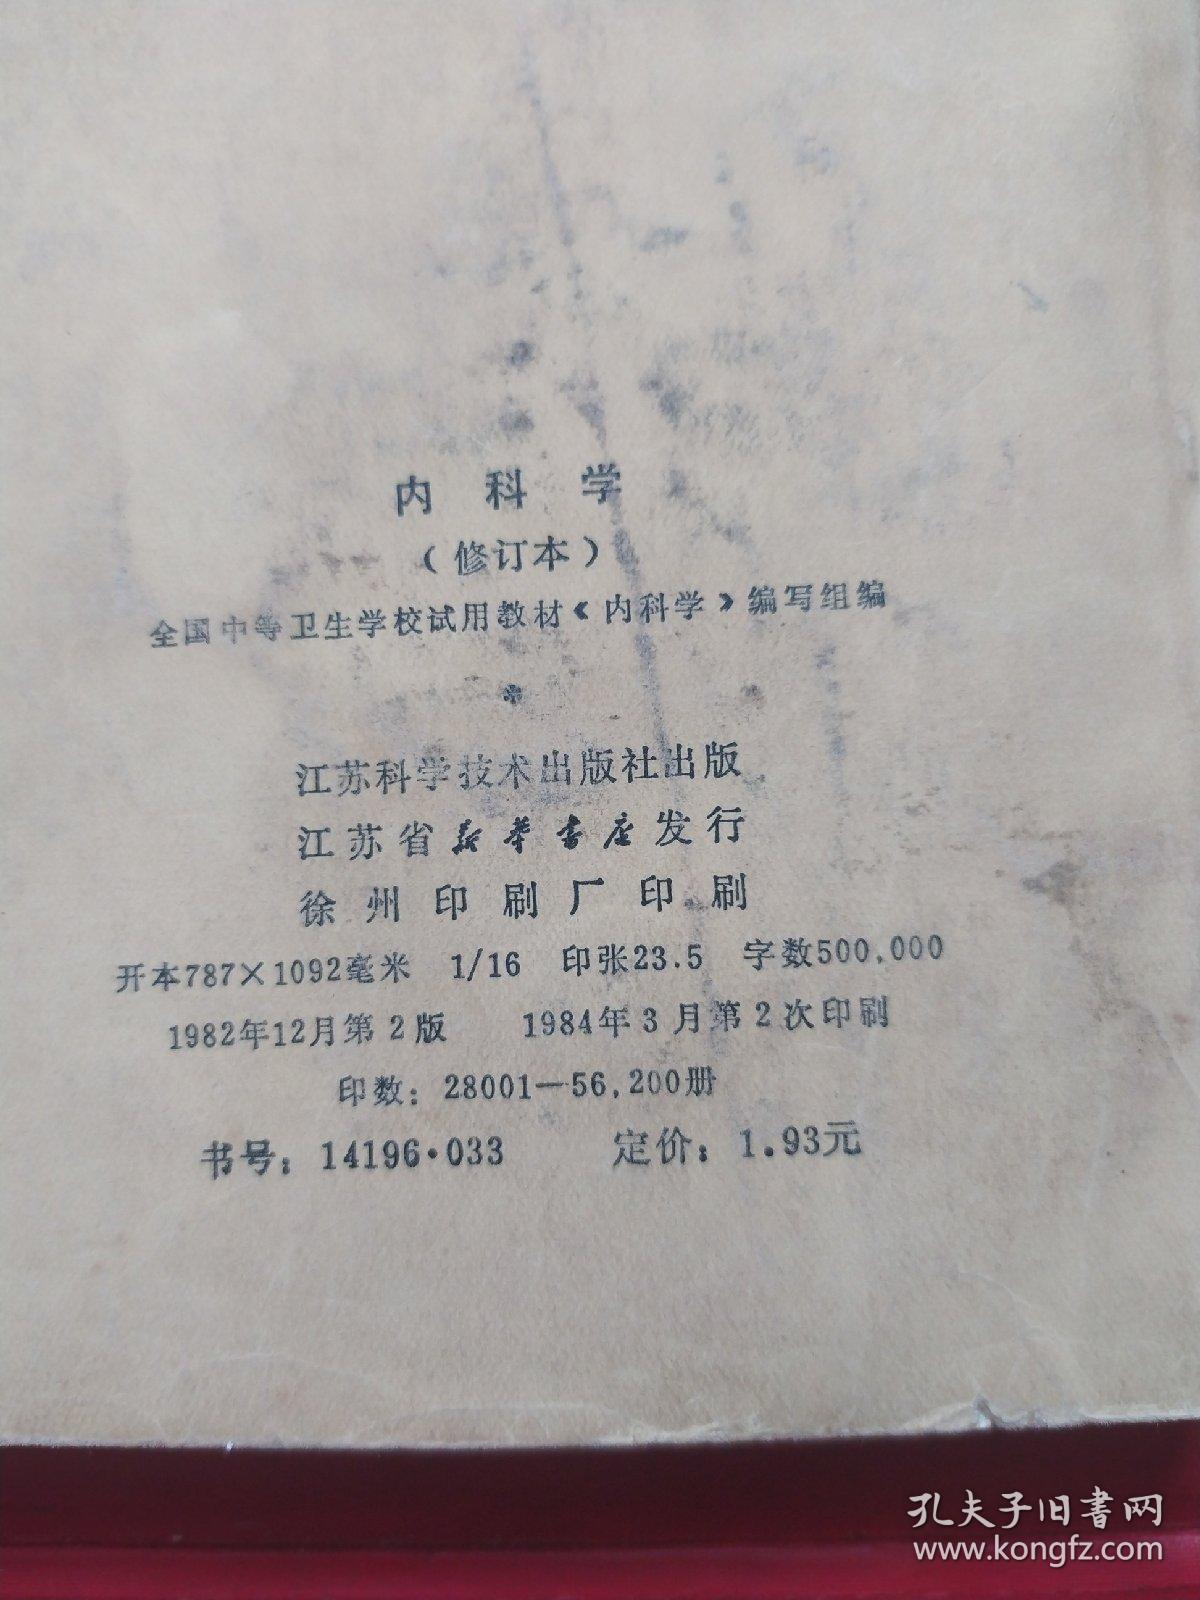 内科学
（修订本）
全国中等卫生学校试用教材《内科学》编写组编
*
江苏科学技术出版社出版
江苏省新华书店发行
徐州印刷厂印刷
开本787×1092毫米 1/16 印张23.5 字数500,000
1982年12月第2版 1984年3月第2次印刷
印数：28001—56,200册
书号：14196·033 定价：1.93元
孔夫子旧書网
www.kongfz.com